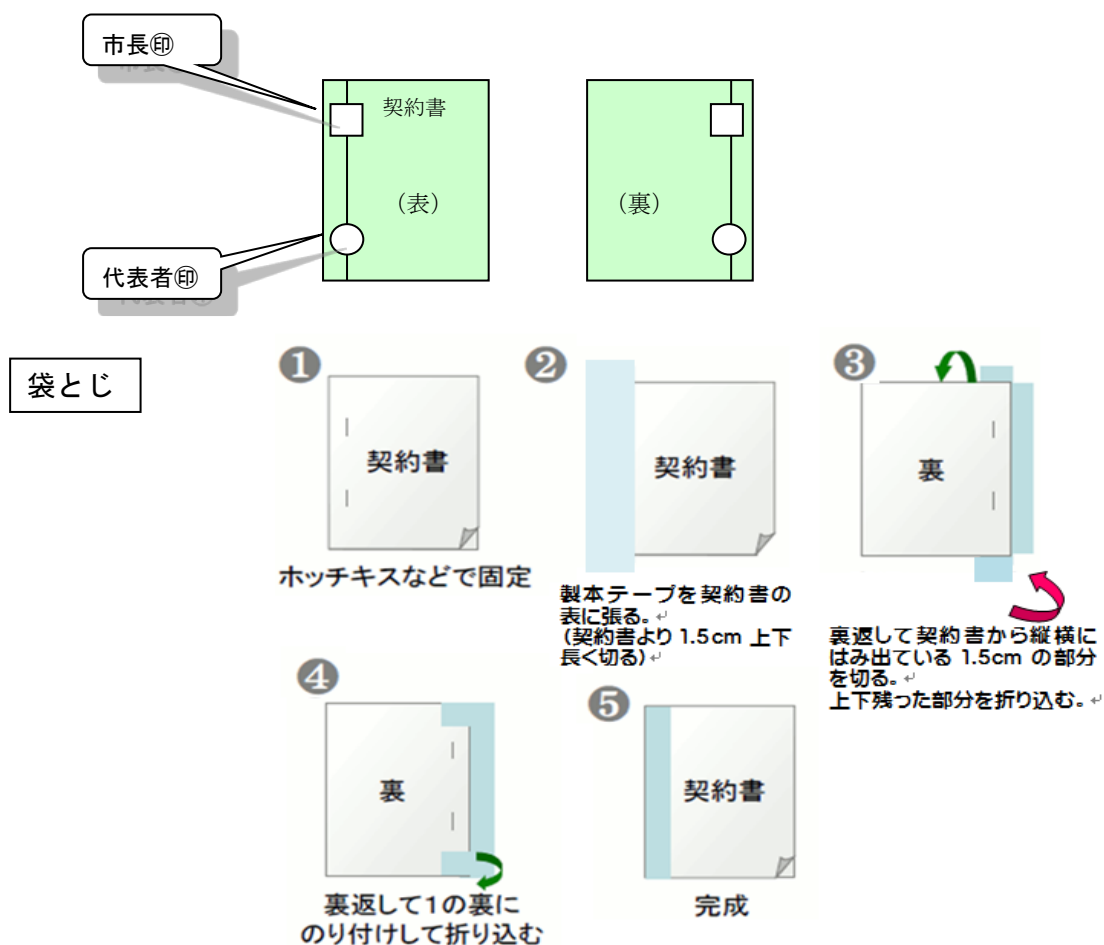 市長㊞
契約書
（表）
（裏）
代表者㊞
袋とじ
❶
契約書
ホッチキスなどで固定
❷
契約書
製本テープを契約書の
表に張る。↵
（契約書より 1.5cm 上下
長く切る）↵
❸
裏
裏返して契約書から縦横に
はみ出ている 1.5cm の部分
を切る。↵
上下残った部分を折り込む。↵
❹
裏
裏返して1の裏に
のり付けして折り込む
❺
契約書
完成